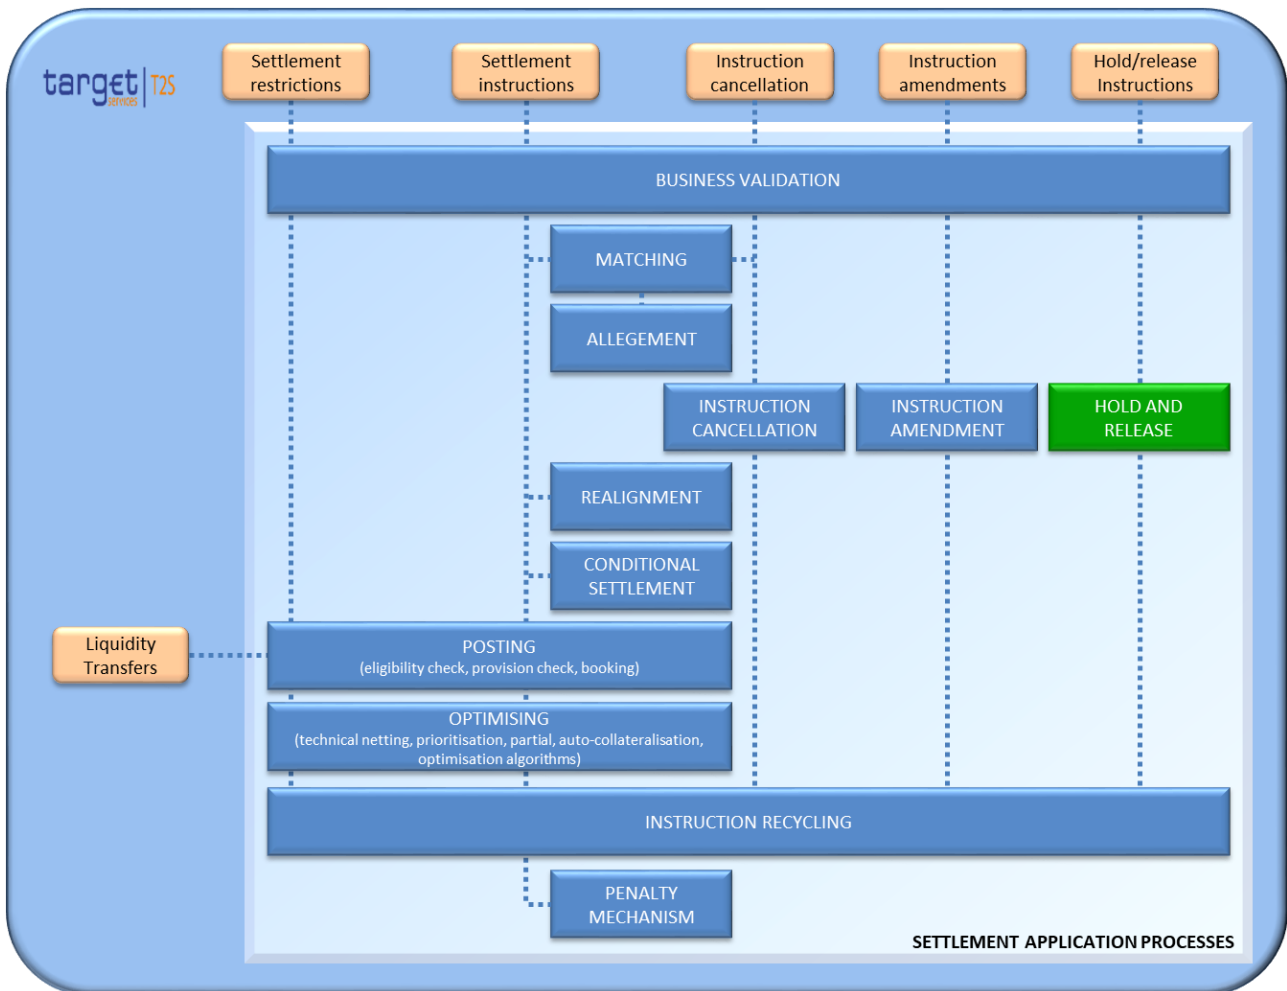 Settlement
restrictions
Settlement
instructions
Instruction
cancellation
Instruction
amendments
Hold/release
Instructions
target | T2S
services
BUSINESS VALIDATION
MATCHING
ALLEGEMENT
INSTRUCTION
CANCELLATION
INSTRUCTION
AMENDMENT
HOLD AND
RELEASE
REALIGNMENT
CONDITIONAL
SETTLEMENT
Liquidity
Transfers
POSTING
(eligibility check, provision check, booking)
OPTIMISING
(technical netting, prioritisation, partial, auto-collateralisation,
optimisation algorithms)
INSTRUCTION RECYCLING
PENALTY
MECHANISM
SETTLEMENT APPLICATION PROCESSES